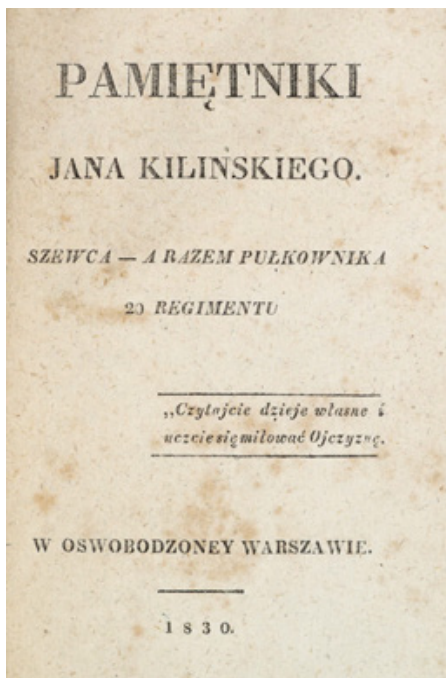 PAMIĘTNIKI
JANA KILINSKIEGO.
SZEWCA — A RAZEM PUŁKOWNIKA
20 REGIMENTU
,,Czytajcie dzieje własne i
uczcie się miłować Ojczyznę.
W OSWOBODZONEY WARSZAWIE.
1830.